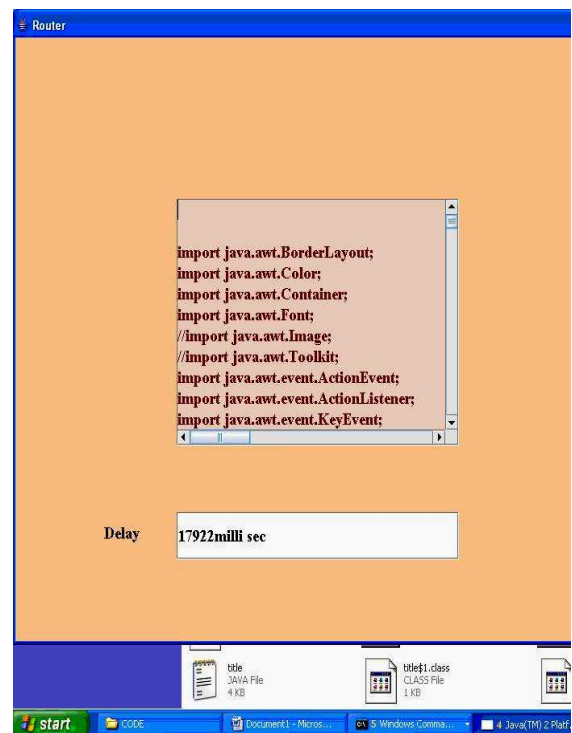 Router
import java.awt.BorderLayout;
import java.awt.Color;
import java.awt.Container;
import java.awt.Font;
//import java.awt.Image;
//import java.awt.Toolkit;
import java.awt.event.ActionEvent;
import java.awt.event.ActionListener;
import java.awt.event.KeyEvent;
Delay
17922milli sec
title
JAVA File
4 KB
title$1.class
CLASS File
1 KB
start
CODE
Document1 - Micros...
5 Windows Comma...
4 Java(TM) 2 Platf...